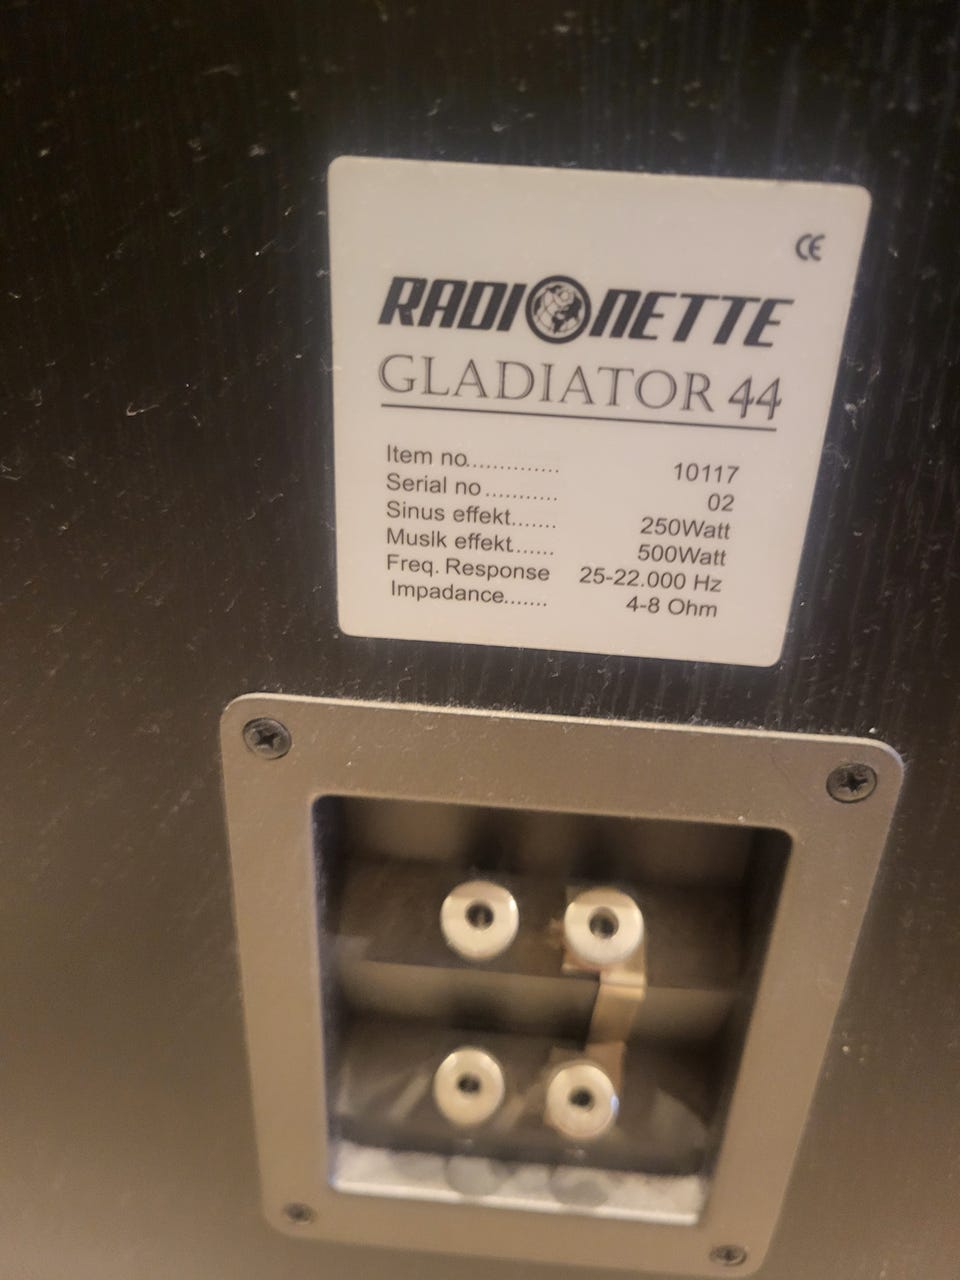 CE
RADIONETTE
GLADIATOR 44
Item no.............. 10117
Serial no ........... 02
Sinus effekt....... 250Watt
Musik effekt....... 500Watt
Freq. Response 25-22.000 Hz
Impadance....... 4-8 Ohm